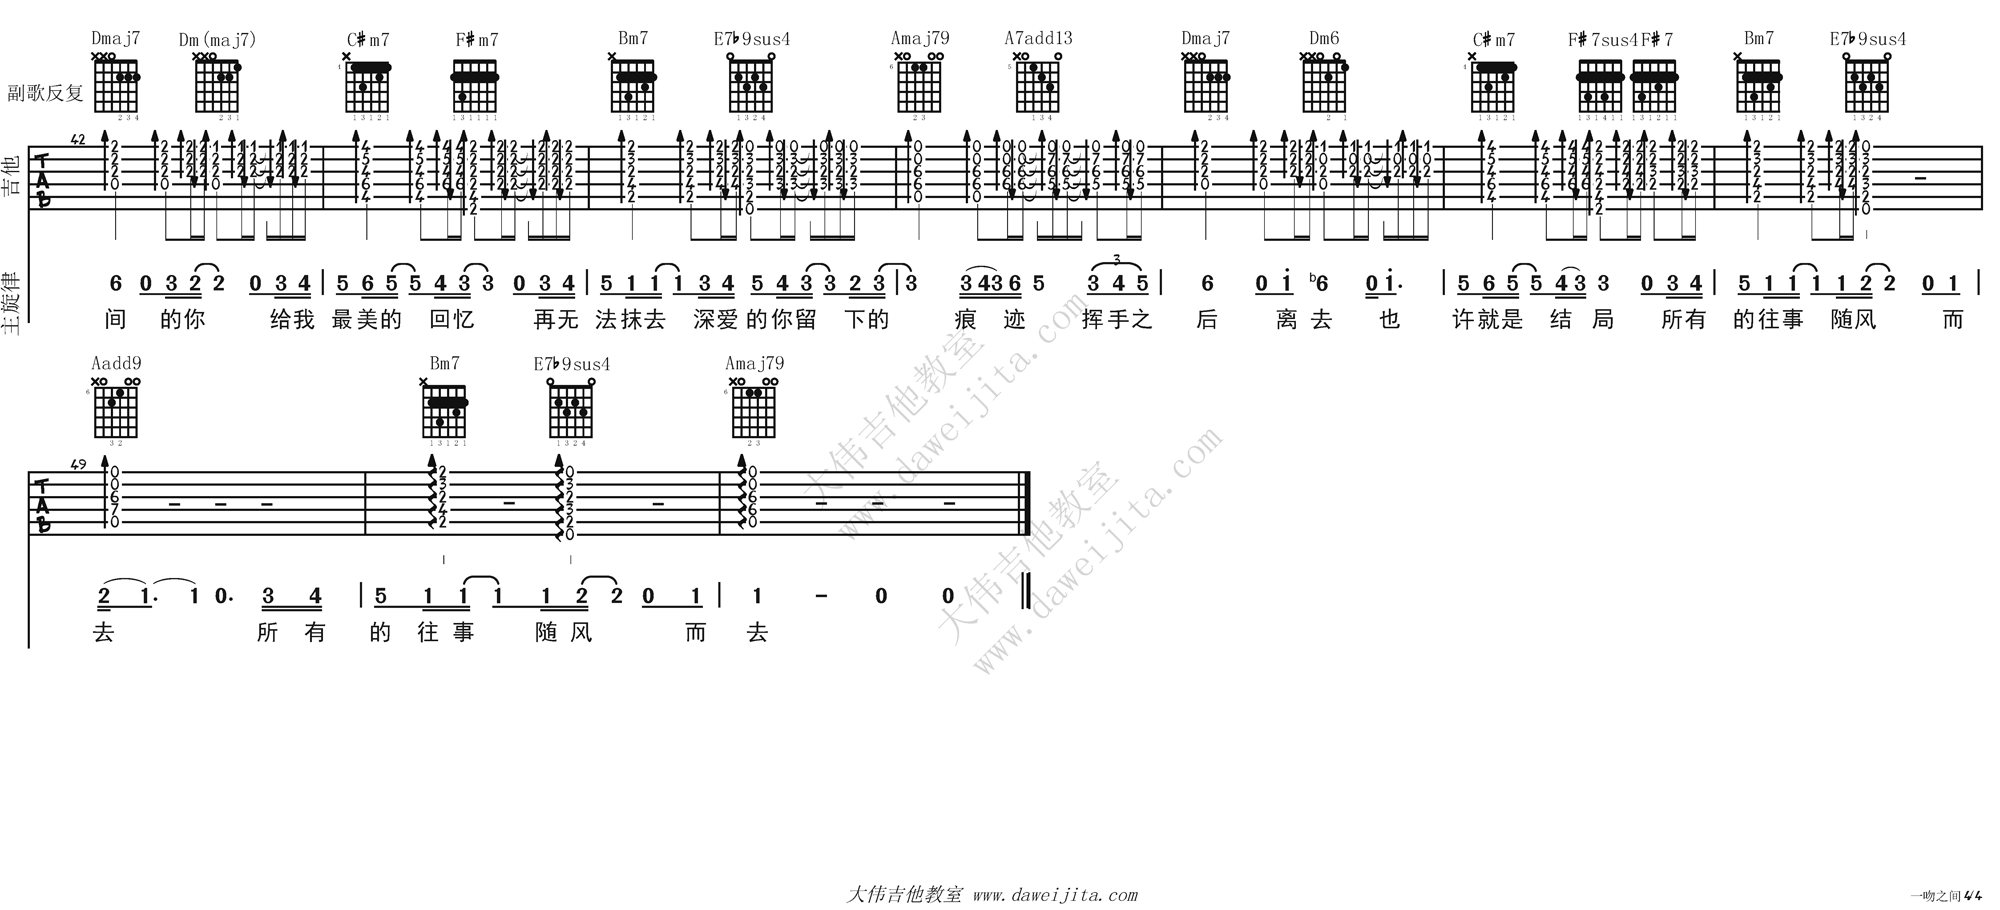 Dmaj7 Dm(maj7) C♯m7 F♯m7 Bm7 E7♭9sus4 Amaj79 A7add13 Dmaj7 Dm6 C♯m7 F♯7sus4 F♯7 Bm7 E7♭9sus4
副歌反复
42
吉他
TAB
主旋律
6 0 3 2 2 0 3 4 | 5 6 5 5 4 3 3 0 3 4 | 5 1 1 1 3 4 5 4 3 3 2 3 | 3 3 4 3 6 5 3 4 5 | 6 0 i ♭6 0 i. | 5 6 5 5 4 3 3 0 3 4 | 5 1 1 1 1 2 2 0 1 |
间 的你 给我 最美的 回忆 再无 法抹去 深爱的你留 下的 痕 迹 挥手之 后 离去 也 许就是 结局 所有 的往事 随风 而
Aadd9 Bm7 E7♭9sus4 Amaj79
49
TAB
2 1. 1 0. 3 4 | 5 1 1 1 1 2 2 0 1 | 1 - 0 0
去 所有 的往事 随风 而 去
大伟吉他教室
www.daweijita.com
大伟吉他教室
www.daweijita.com
大伟吉他教室 www.daweijita.com
一吻之间 4/4